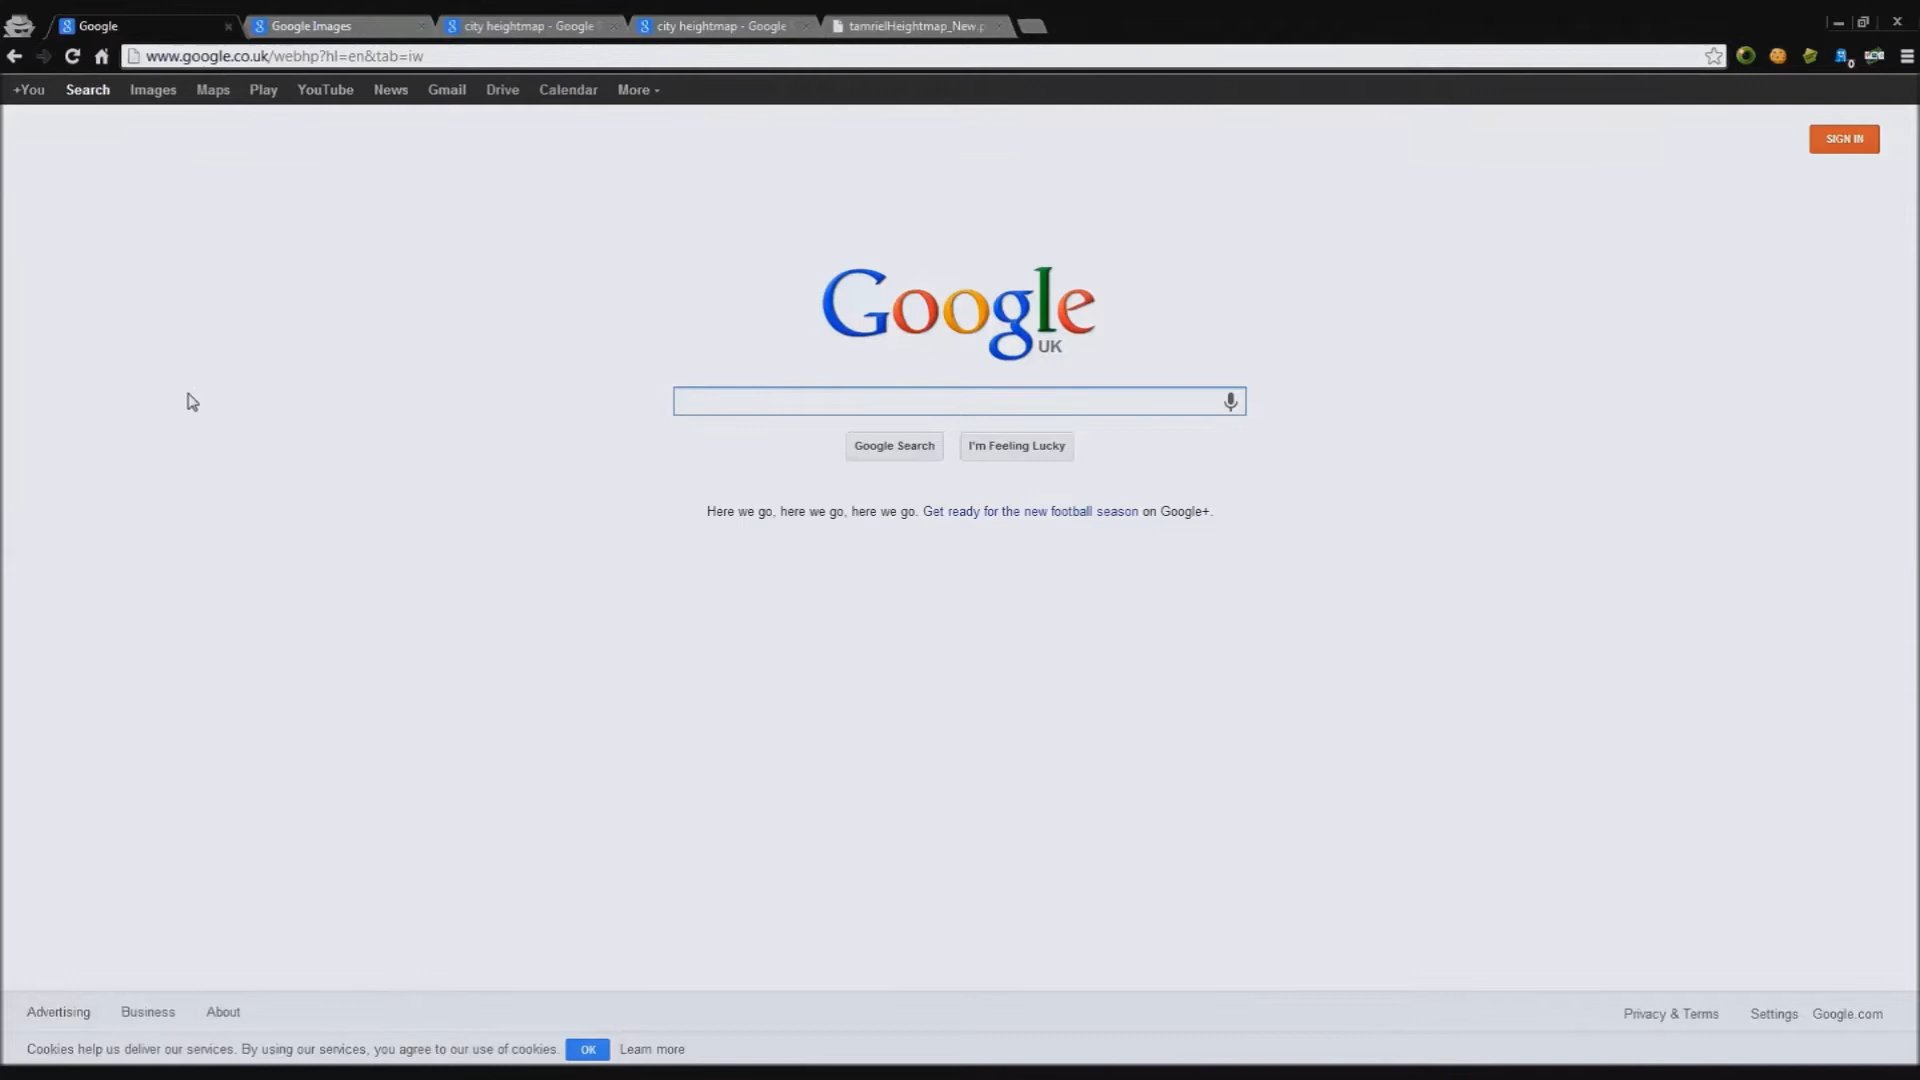 Google
Google Images
city heightmap - Google
city heightmap - Google
tamrielHeightmap_New.p
www.google.co.uk/webhp?hl=en&tab=iw
+You Search Images Maps Play YouTube News Gmail Drive Calendar More
SIGN IN
Google
UK
Google Search I'm Feeling Lucky
Here we go, here we go, here we go. Get ready for the new football season on Google+.
Advertising Business About Privacy & Terms Settings Google.com
Cookies help us deliver our services. By using our services, you agree to our use of cookies. OK Learn more